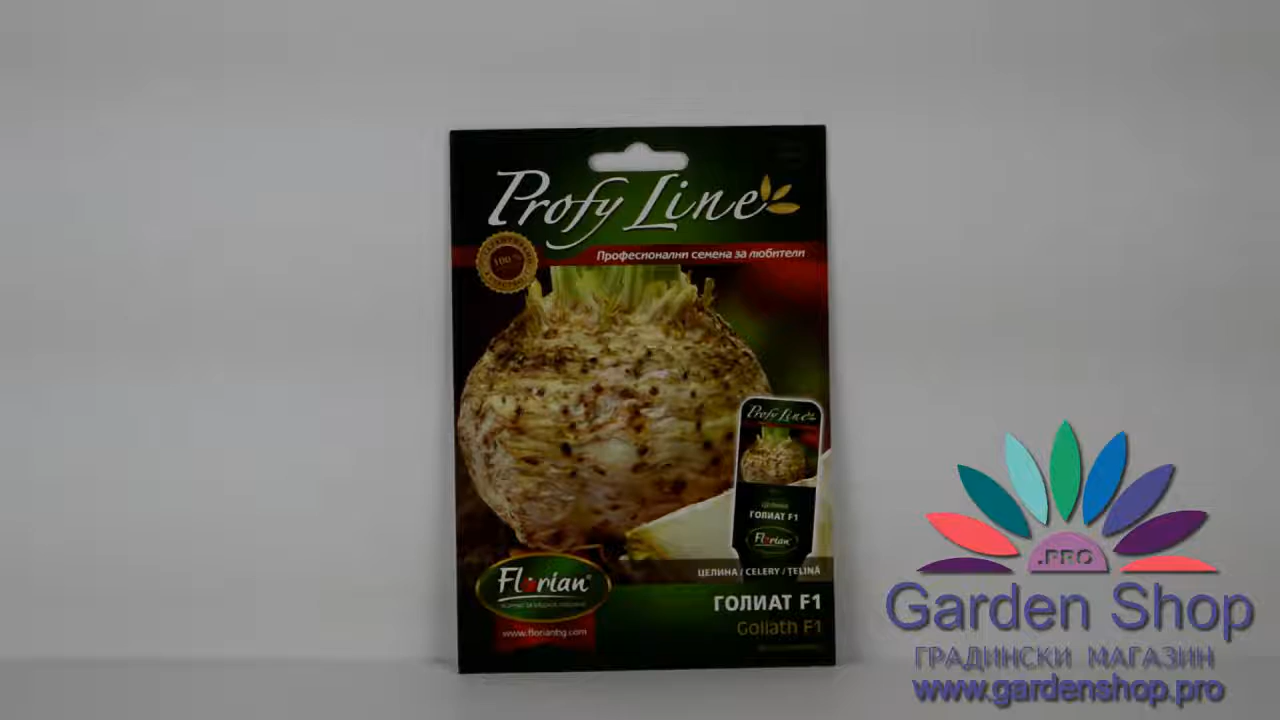 Profy Line
Професионални семена за любители
100 %
Profy Line
ЦЕЛИНА
ГОЛИАТ F1
Florian
ЦЕЛИНА / CELERY / ȚELINĂ
Florian®
ГОЛИАТ F1
www.florianbg.com
Goliath F1
.PRO
Garden Shop
ГРАДИНСКИ МАГАЗИН
www.gardenshop.pro